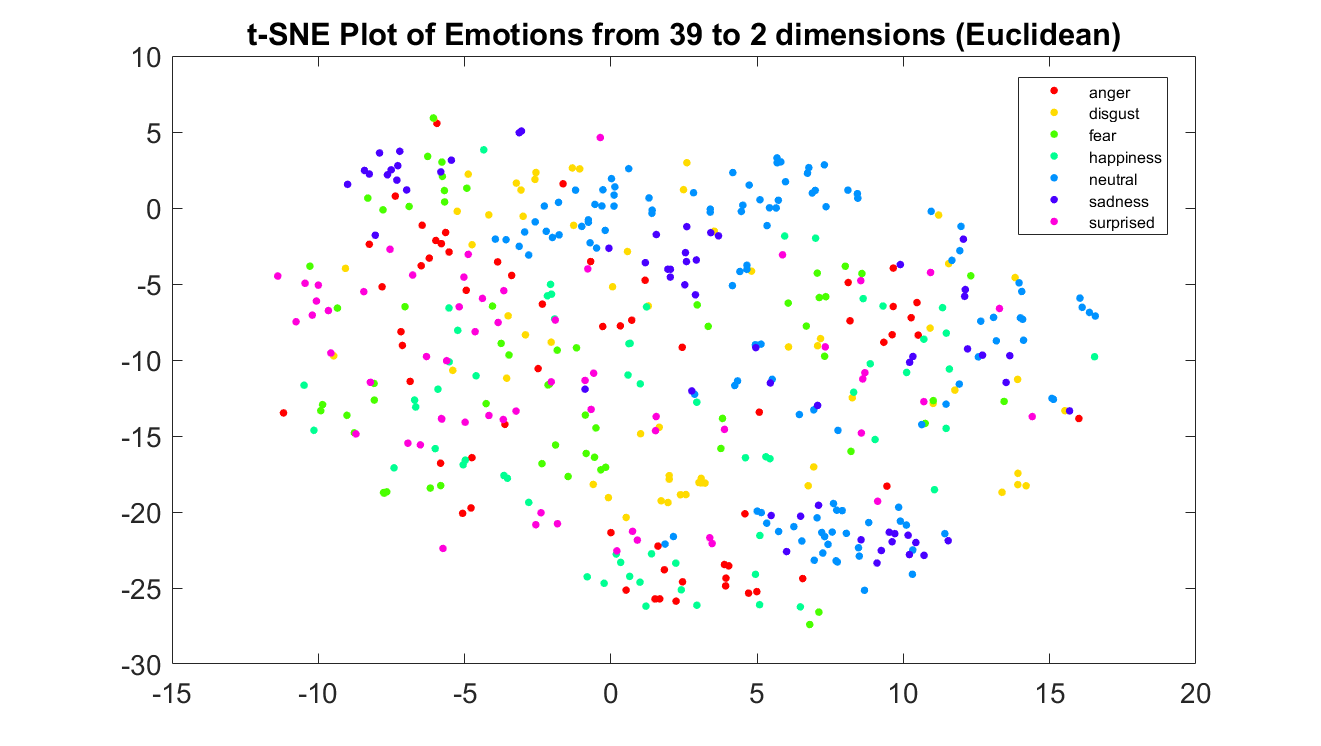 t-SNE Plot of Emotions from 39 to 2 dimensions (Euclidean)
10
5
0
-5
-10
-15
-20
-25
-30
-15
-10
-5
0
5
10
15
20
anger
disgust
fear
happiness
neutral
sadness
surprised